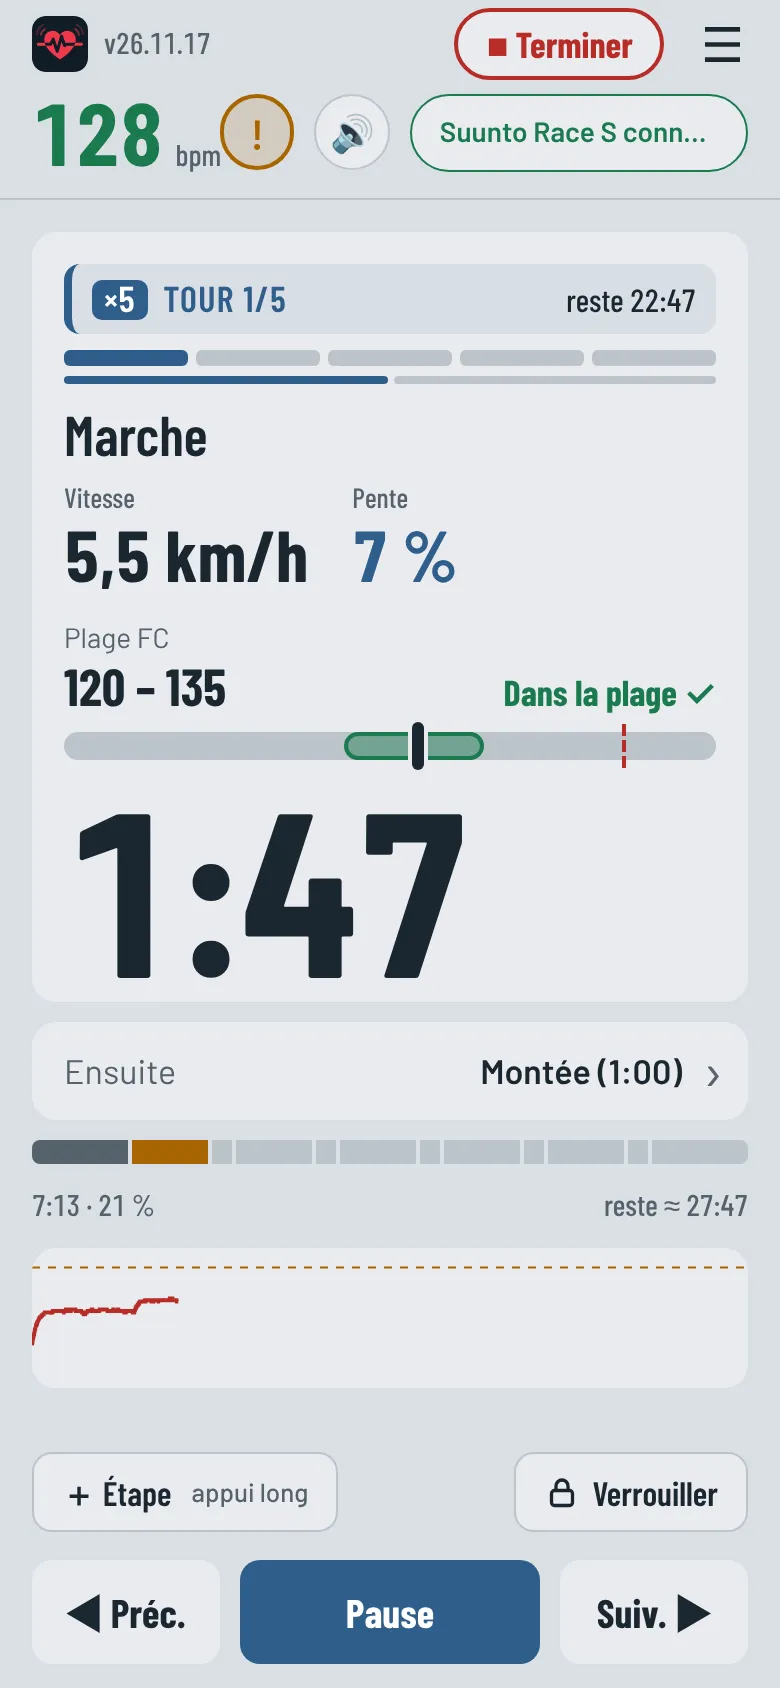 v26.11.17
■ Terminer
128 bpm
!
Suunto Race S conn...
×5 TOUR 1/5
reste 22:47
Marche
Vitesse Pente
5,5 km/h 7 %
Plage FC
120 – 135
Dans la plage ✓
1:47
Ensuite
Montée (1:00) ›
7:13 · 21 %
reste ≈ 27:47
+ Étape appui long
Verrouiller
◀ Préc.
Pause
Suiv. ▶